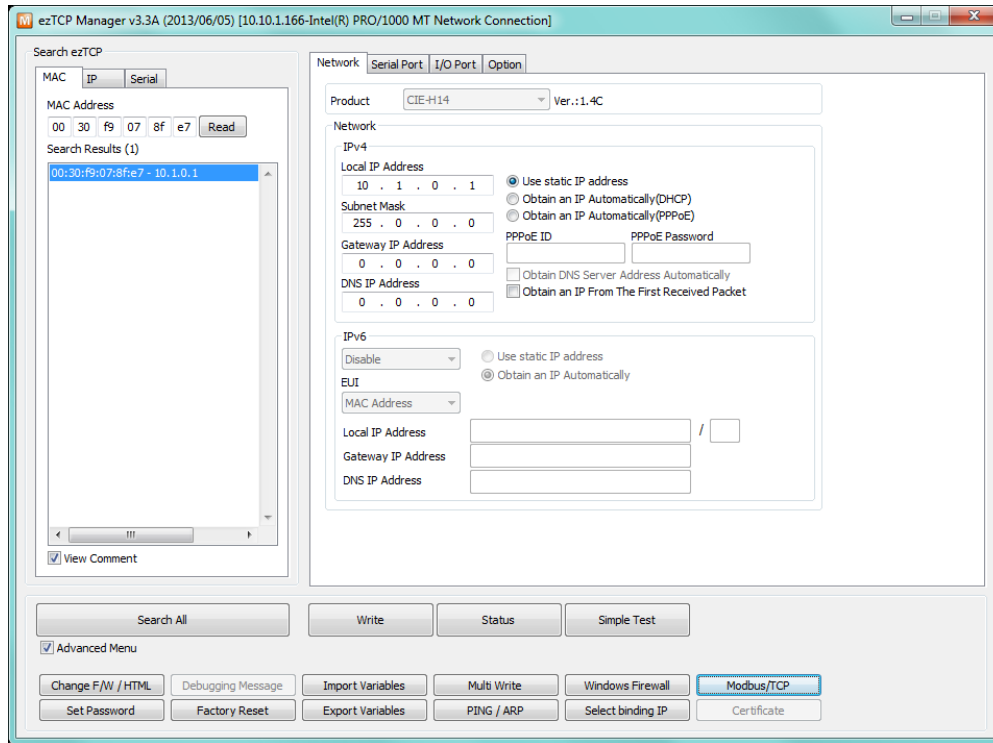 ezTCP Manager v3.3A (2013/06/05) [10.10.1.166-Intel(R) PRO/1000 MT Network Connection]
Search ezTCP
MAC IP Serial
MAC Address
00 30 f9 07 8f e7 Read
Search Results (1)
00:30:f9:07:8f:e7 - 10.1.0.1
View Comment
Network Serial Port I/O Port Option
Product CIE-H14 Ver.:1.4C
Network
IPv4
Local IP Address
10 . 1 . 0 . 1
Subnet Mask
255 . 0 . 0 . 0
Gateway IP Address
0 . 0 . 0 . 0
DNS IP Address
0 . 0 . 0 . 0
Use static IP address
Obtain an IP Automatically(DHCP)
Obtain an IP Automatically(PPPoE)
PPPoE ID PPPoE Password
Obtain DNS Server Address Automatically
Obtain an IP From The First Received Packet
IPv6
Disable
Use static IP address
Obtain an IP Automatically
EUI
MAC Address
Local IP Address /
Gateway IP Address
DNS IP Address
Search All Write Status Simple Test
Advanced Menu
Change F/W / HTML Debugging Message Import Variables Multi Write Windows Firewall Modbus/TCP
Set Password Factory Reset Export Variables PING / ARP Select binding IP Certificate